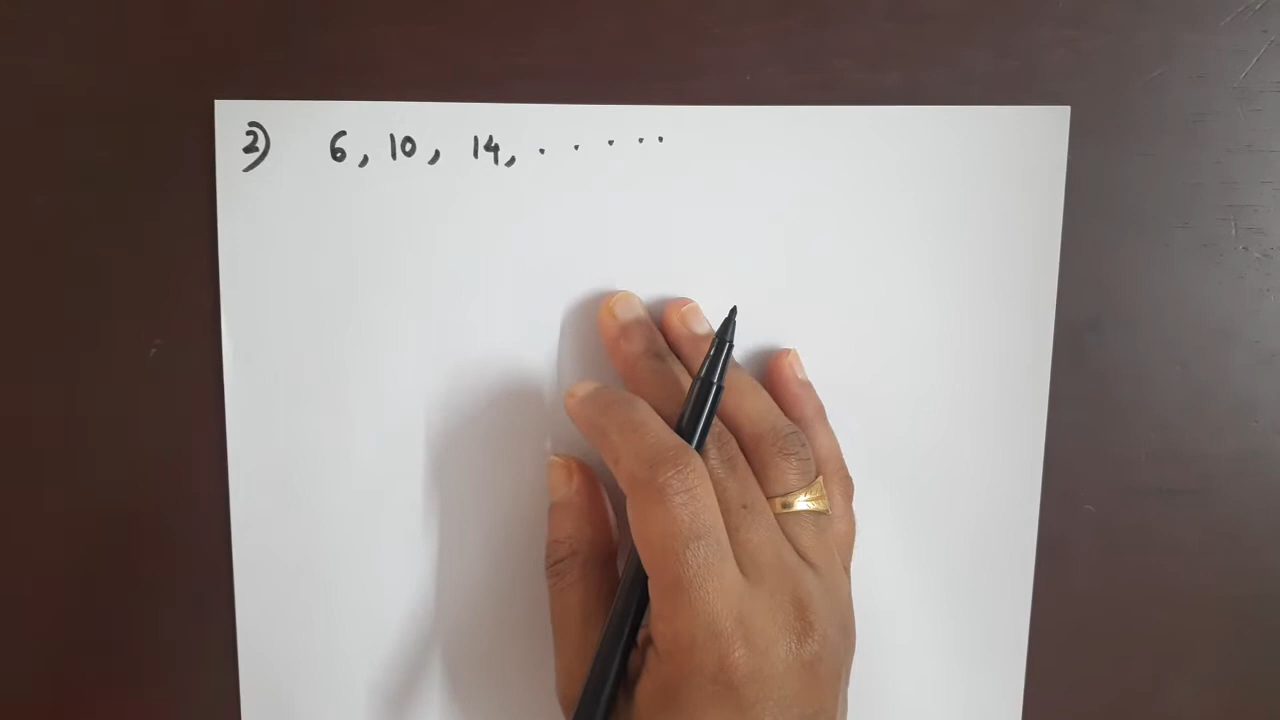 2) 6, 10, 14, . . . . .